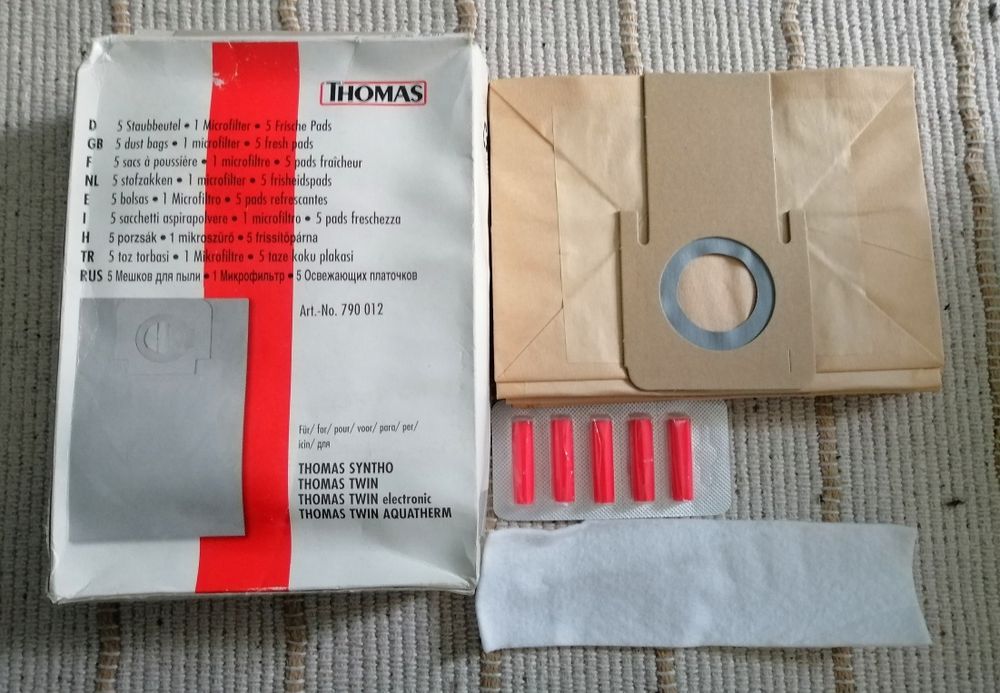 THOMAS
D 5 Staubbeutel • 1 Microfilter • 5 Frische Pads
GB 5 dust bags • 1 microfilter • 5 fresh pads
F 5 sacs à poussière • 1 microfiltre • 5 pads fraîcheur
NL 5 stofzakken • 1 microfilter • 5 frisheidspads
E 5 bolsas • 1 Microfiltro • 5 pads refrescantes
I 5 sacchetti aspirapolvere • 1 microfiltro • 5 pads freschezza
H 5 porzsák • 1 mikroszürö • 5 frissítöpárna
TR 5 toz torbasi • 1 Mikrofiltre • 5 taze koku plakasi
RUS 5 Мешков для пыли • 1 Микрофильтр • 5 Освежающих платочков
Art.-No. 790 012
Für/ for/ pour/ voor/ para/ per/
icin/ для
THOMAS SYNTHO
THOMAS TWIN
THOMAS TWIN electronic
THOMAS TWIN AQUATHERM